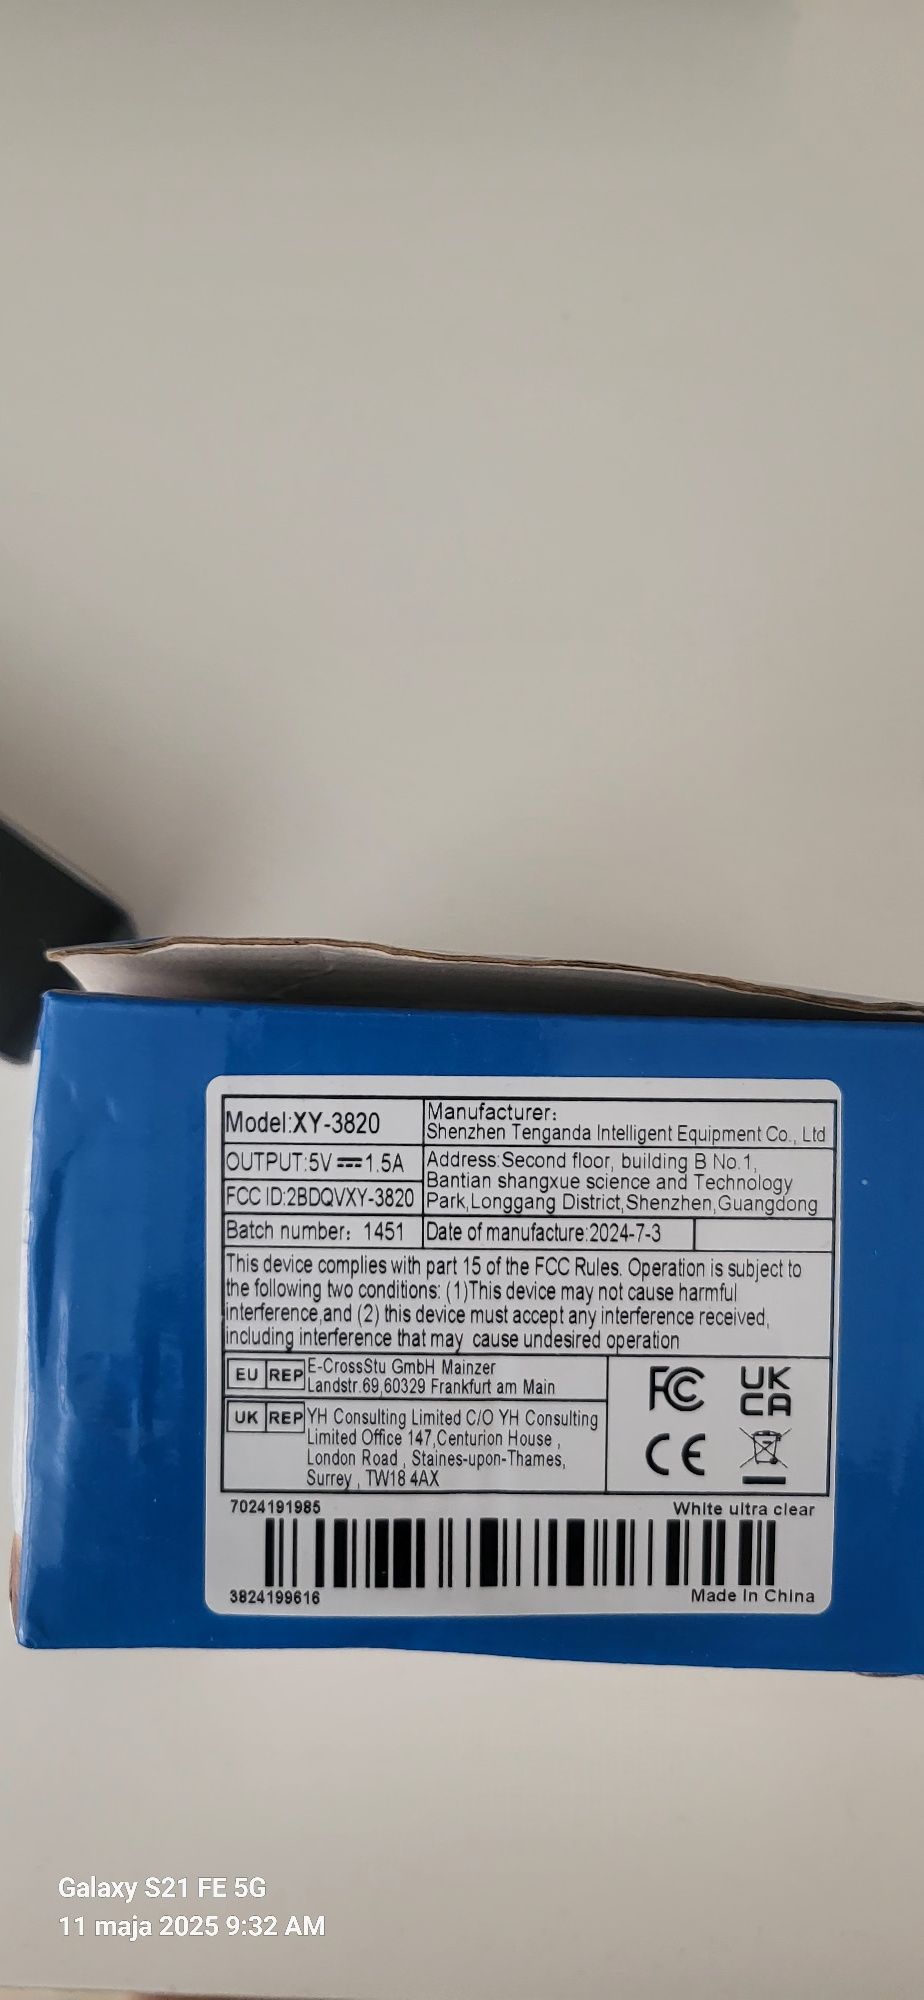 Model:XY-3820
Manufacturer:
Shenzhen Tenganda Intelligent Equipment Co., Ltd
OUTPUT:5V⎓1.5A
FCC ID:2BDQVXY-3820
Address:Second floor, building B No.1,
Bantian shangxue science and Technology
Park,Longgang District,Shenzhen,Guangdong
Batch number: 1451
Date of manufacture:2024-7-3
This device complies with part 15 of the FCC Rules. Operation is subject to
the following two conditions: (1)This device may not cause harmful
interference,and (2) this device must accept any interference received,
including interference that may cause undesired operation
EU REP
E-CrossStu GmbH Mainzer
Landstr.69,60329 Frankfurt am Main
UK REP
YH Consulting Limited C/O YH Consulting
Limited Office 147,Centurion House ,
London Road , Staines-upon-Thames,
Surrey , TW18 4AX
FC
UK
CA
CE
7024191985
White ultra clear
3824199616
Made In China
Galaxy S21 FE 5G
11 maja 2025 9:32 AM